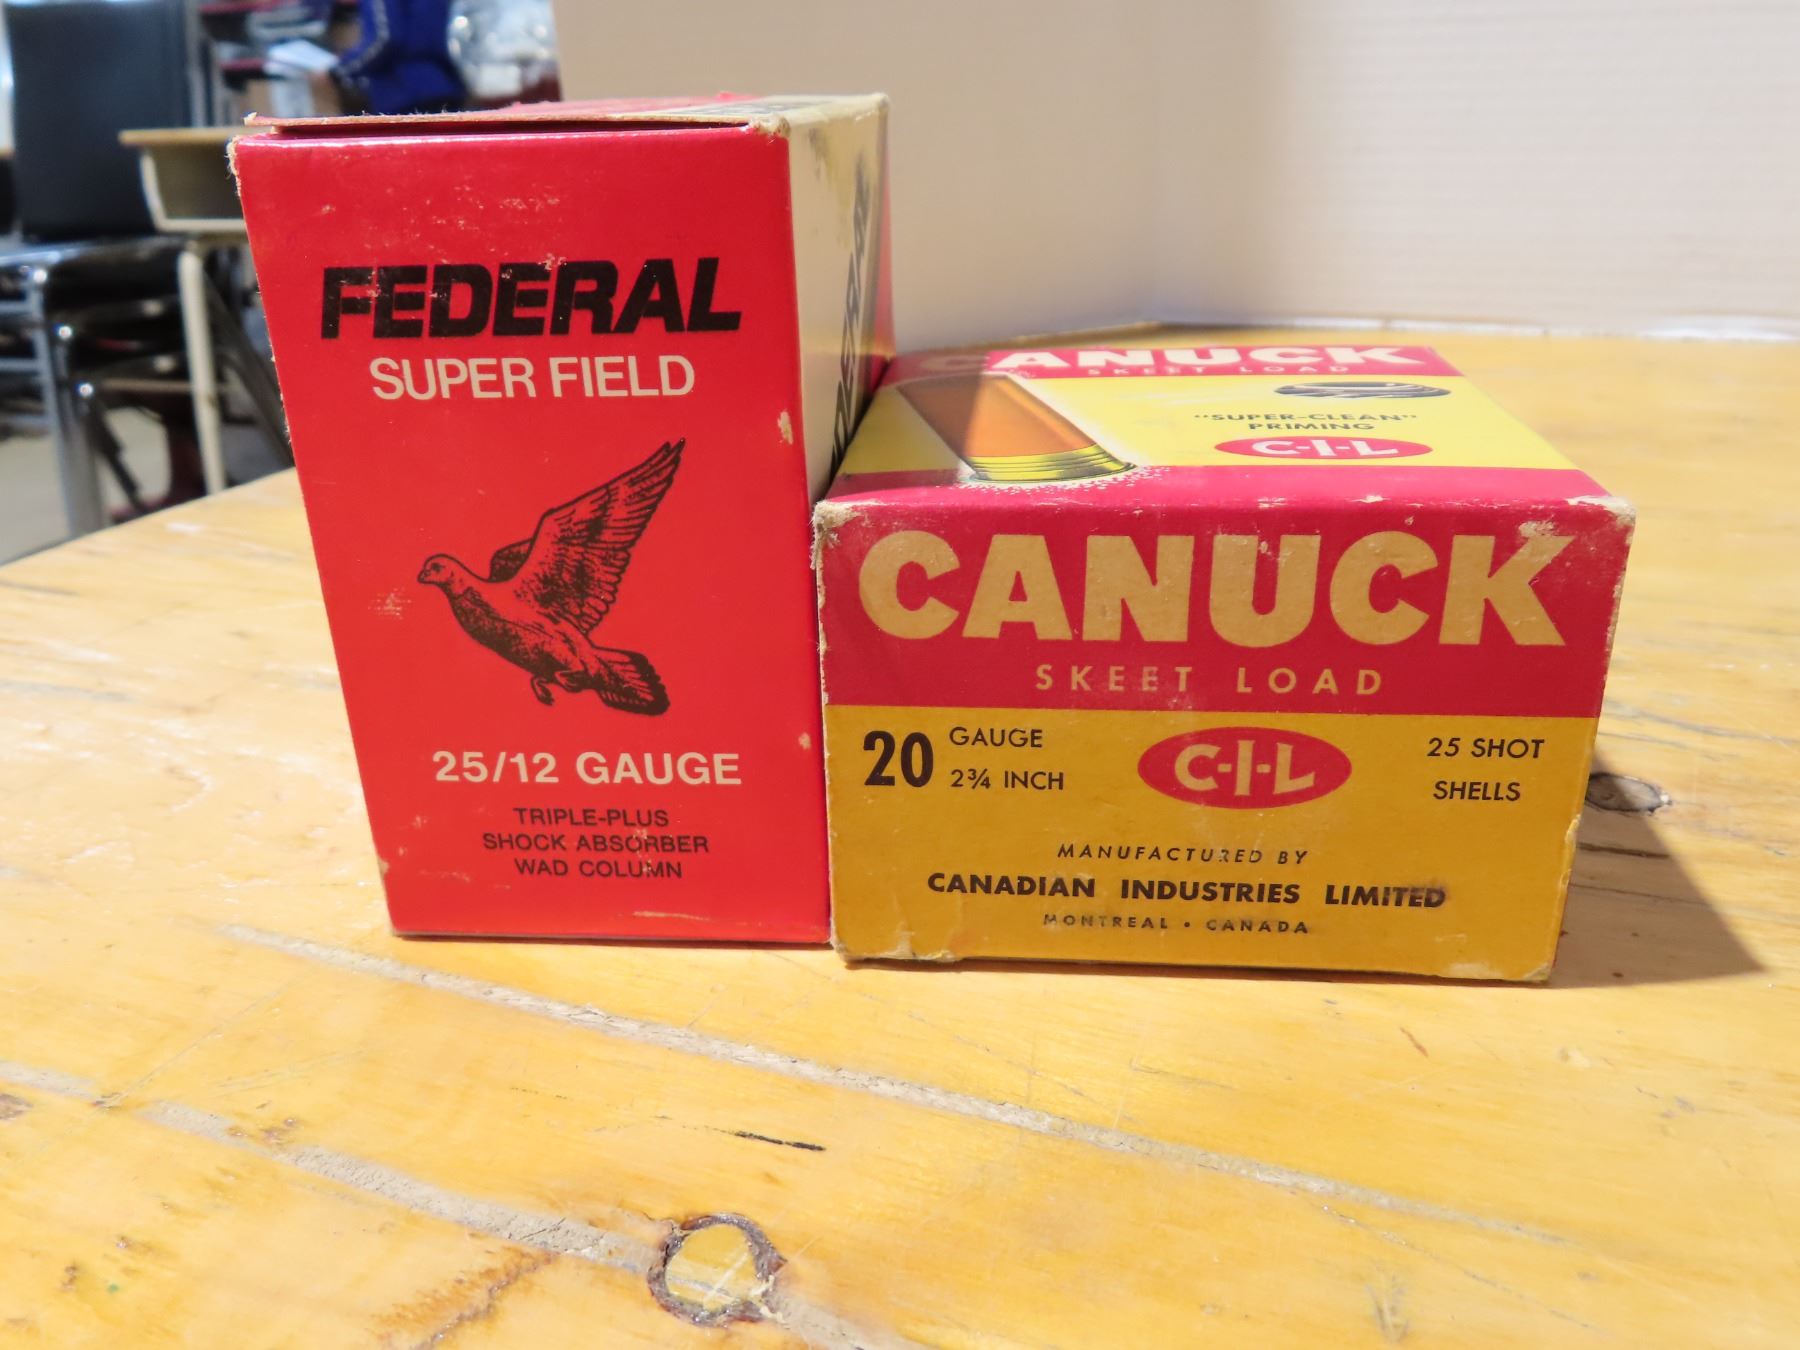 FEDERAL
SUPER FIELD
25/12 GAUGE
TRIPLE-PLUS
SHOCK ABSORBER
WAD COLUMN
CANUCK
SKEET LOAD
"SUPER-CLEAN"
PRIMING
C-I-L
CANUCK
SKEET LOAD
20 GAUGE
2¾ INCH
C-I-L
25 SHOT
SHELLS
MANUFACTURED BY
CANADIAN INDUSTRIES LIMITED
MONTREAL • CANADA